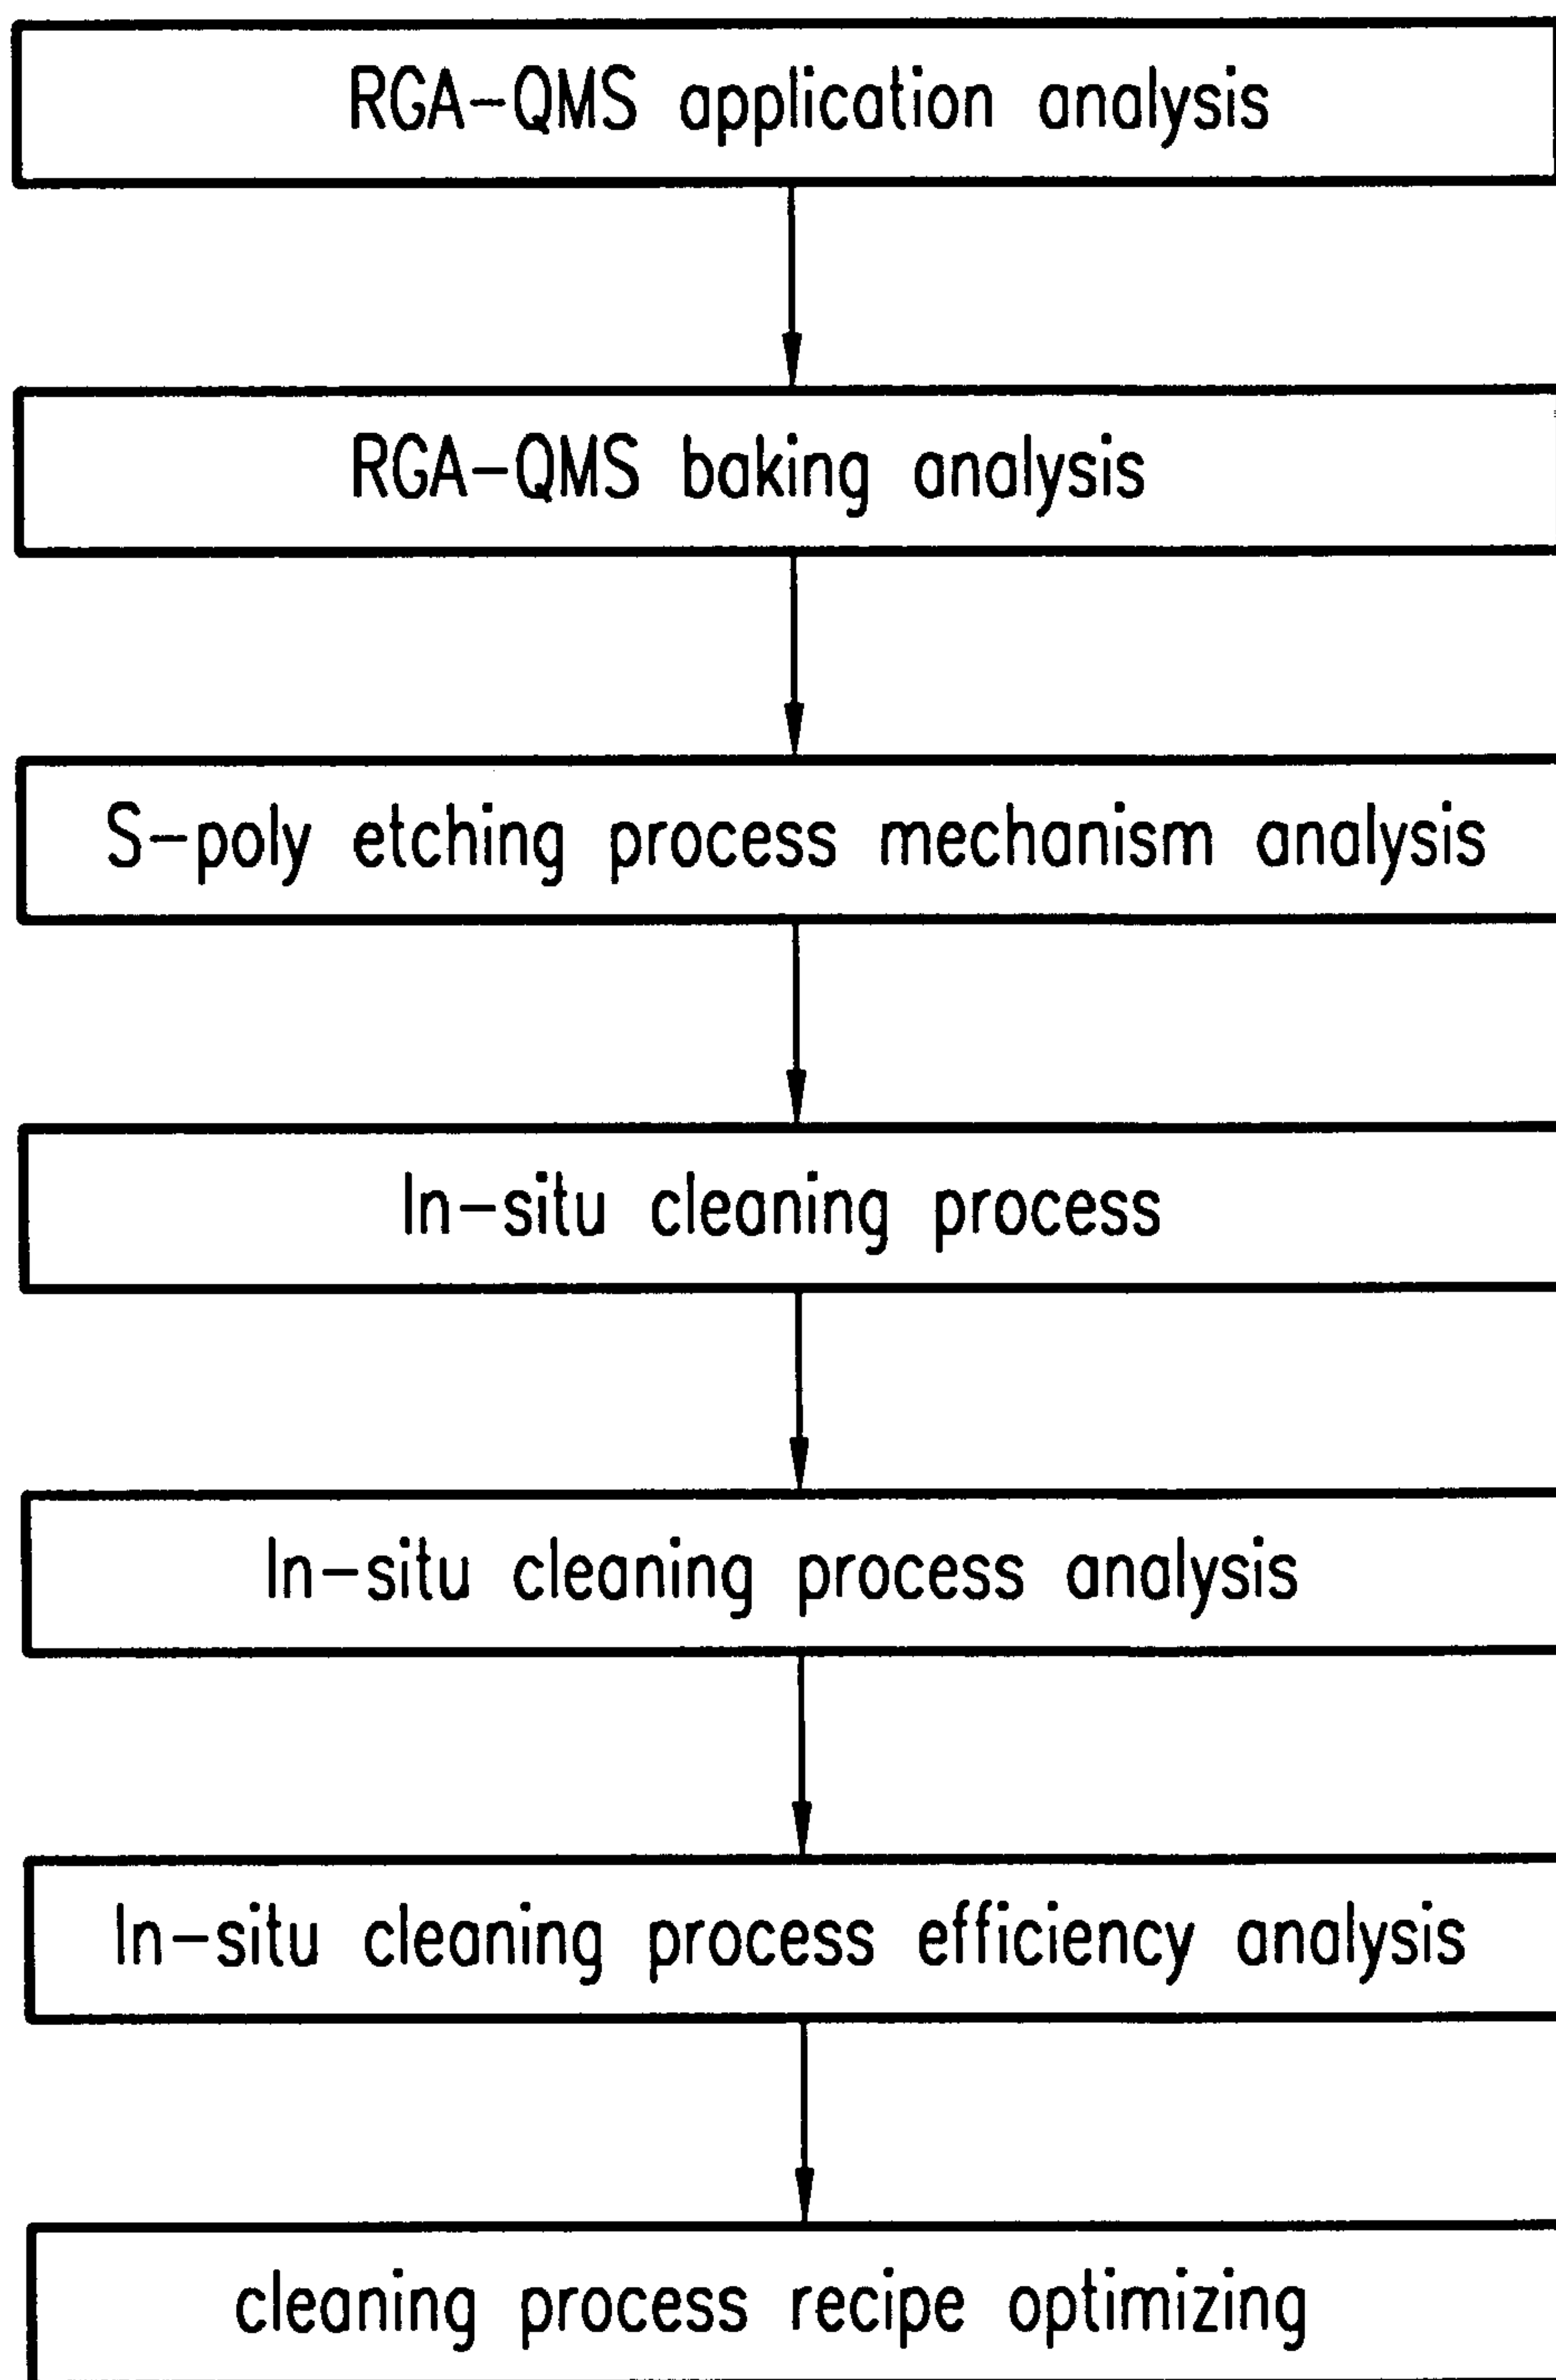 RGA-QMS application analysis
RGA-QMS baking analysis
S-poly etching process mechanism analysis
In-situ cleaning process
In-situ cleaning process analysis
In-situ cleaning process efficiency analysis
cleaning process recipe optimizing